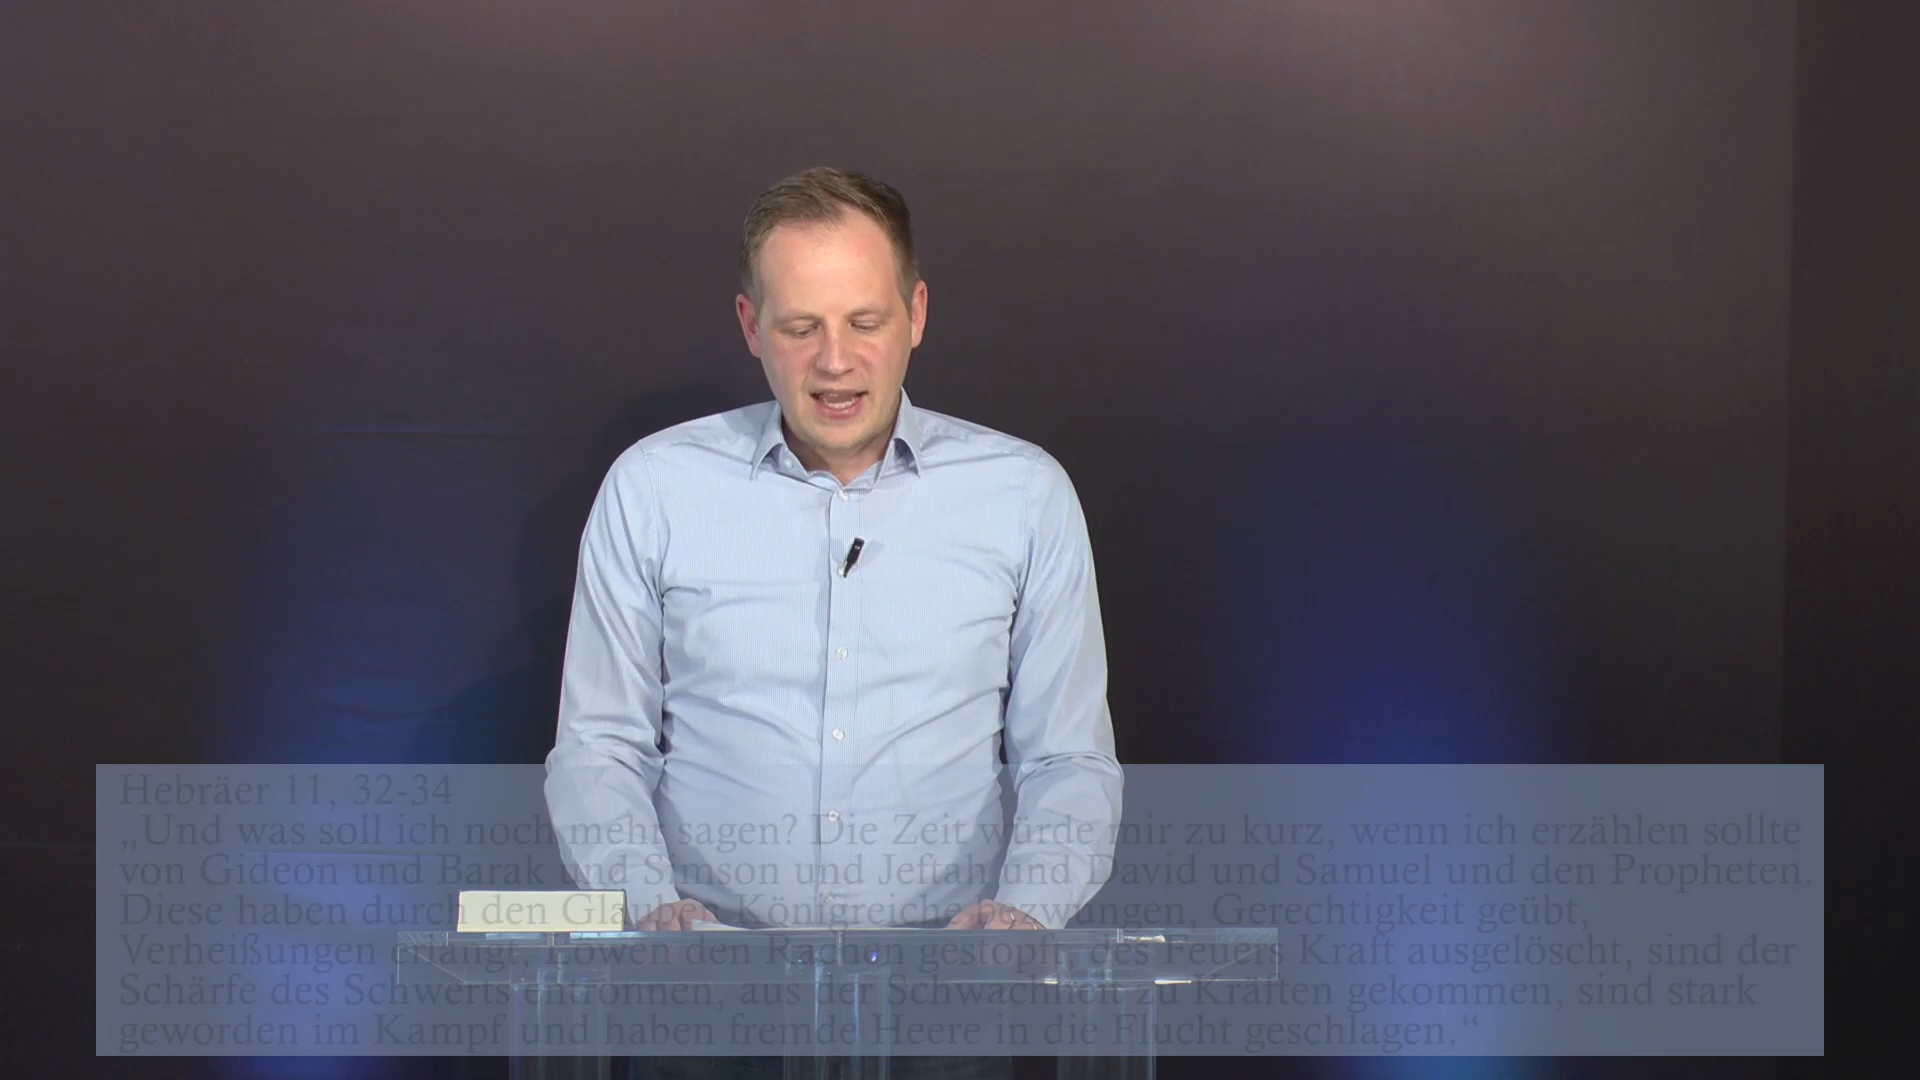 Hebräer 11, 32-34
„Und was soll ich noch mehr sagen? Die Zeit würde mir zu kurz, wenn ich erzählen sollte
von Gideon und Barak und Simson und Jeftah und David und Samuel und den Propheten.
Diese haben durch den Glauben Königreiche bezwungen, Gerechtigkeit geübt,
Verheißungen erlangt, Löwen den Rachen gestopft, des Feuers Kraft ausgelöscht, sind der
Schärfe des Schwerts entronnen, aus der Schwachheit zu Kräften gekommen, sind stark
geworden im Kampf und haben fremde Heere in die Flucht geschlagen.“